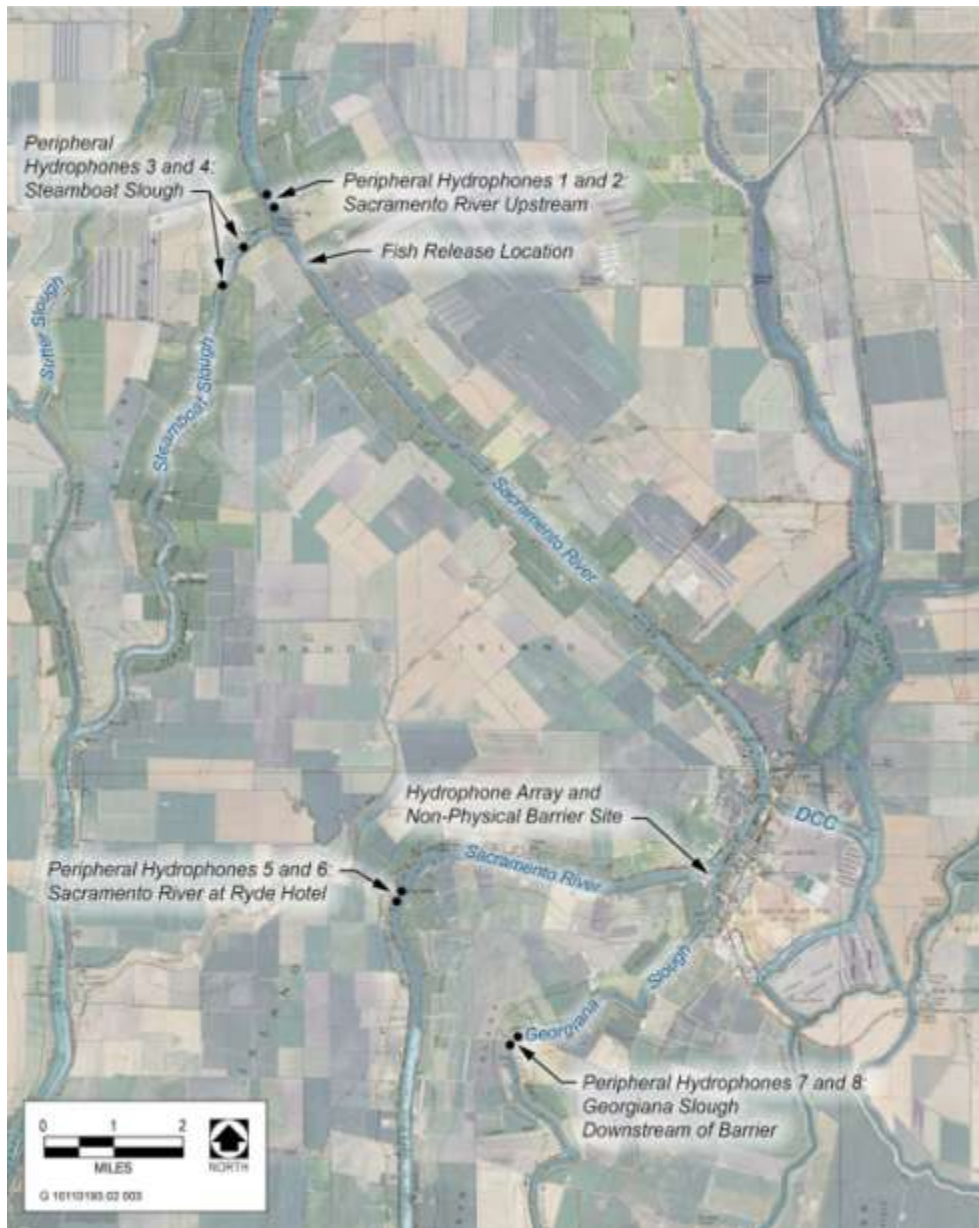 Peripheral
Hydrophones 3 and 4:
Steamboat Slough
Peripheral Hydrophones 1 and 2:
Sacramento River Upstream
Fish Release Location
Sutter Slough
Steamboat Slough
Sacramento River
GRAND ISLAND
Hydrophone Array and
Non-Physical Barrier Site
DCC
Peripheral Hydrophones 5 and 6:
Sacramento River at Ryde Hotel
Sacramento River
Georgiana Slough
Peripheral Hydrophones 7 and 8:
Georgiana Slough
Downstream of Barrier
0 1 2
MILES
NORTH